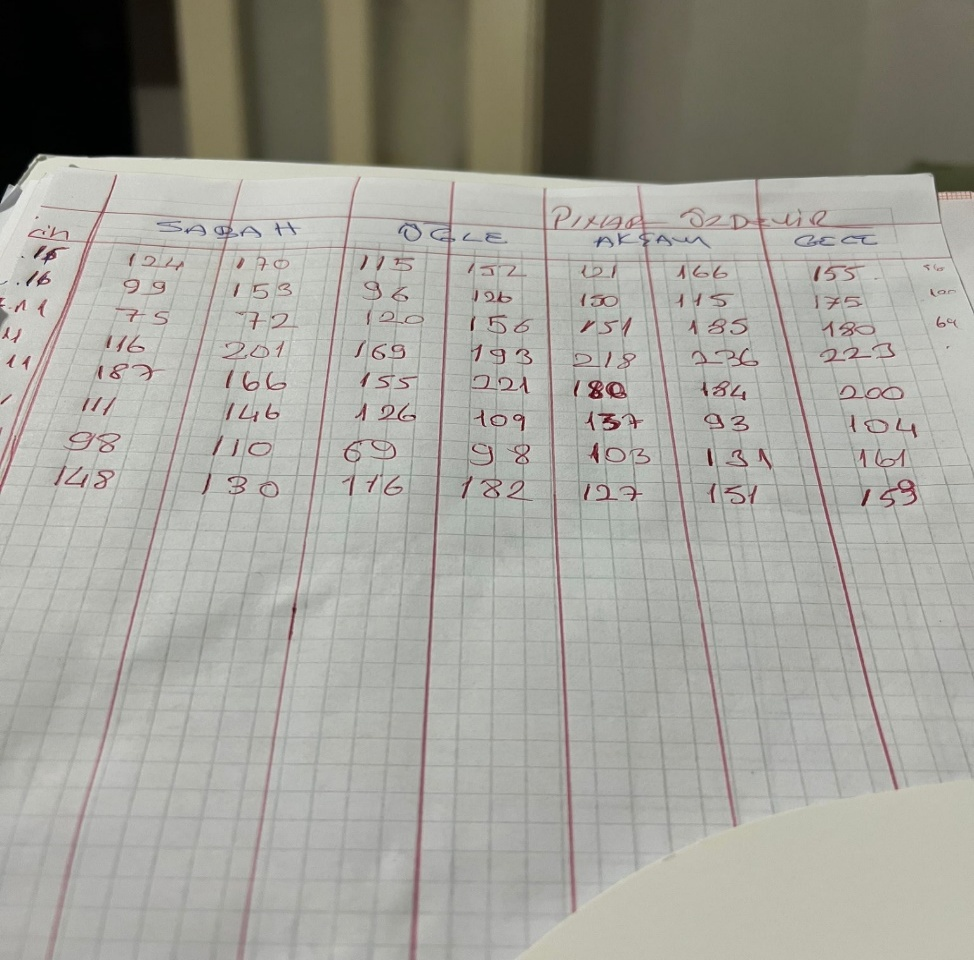 PINAR ÖZDEMİR
SABAH ÖĞLE AKŞAM GECE
124 170 115 152 121 166 155
99 153 96 126 150 115 175
75 72 120 156 151 185 180 69
116 201 169 193 218 236 223
187 166 155 221 180 184 200
111 146 126 109 137 93 104
98 110 69 98 103 131 161
148 130 116 182 127 151 159